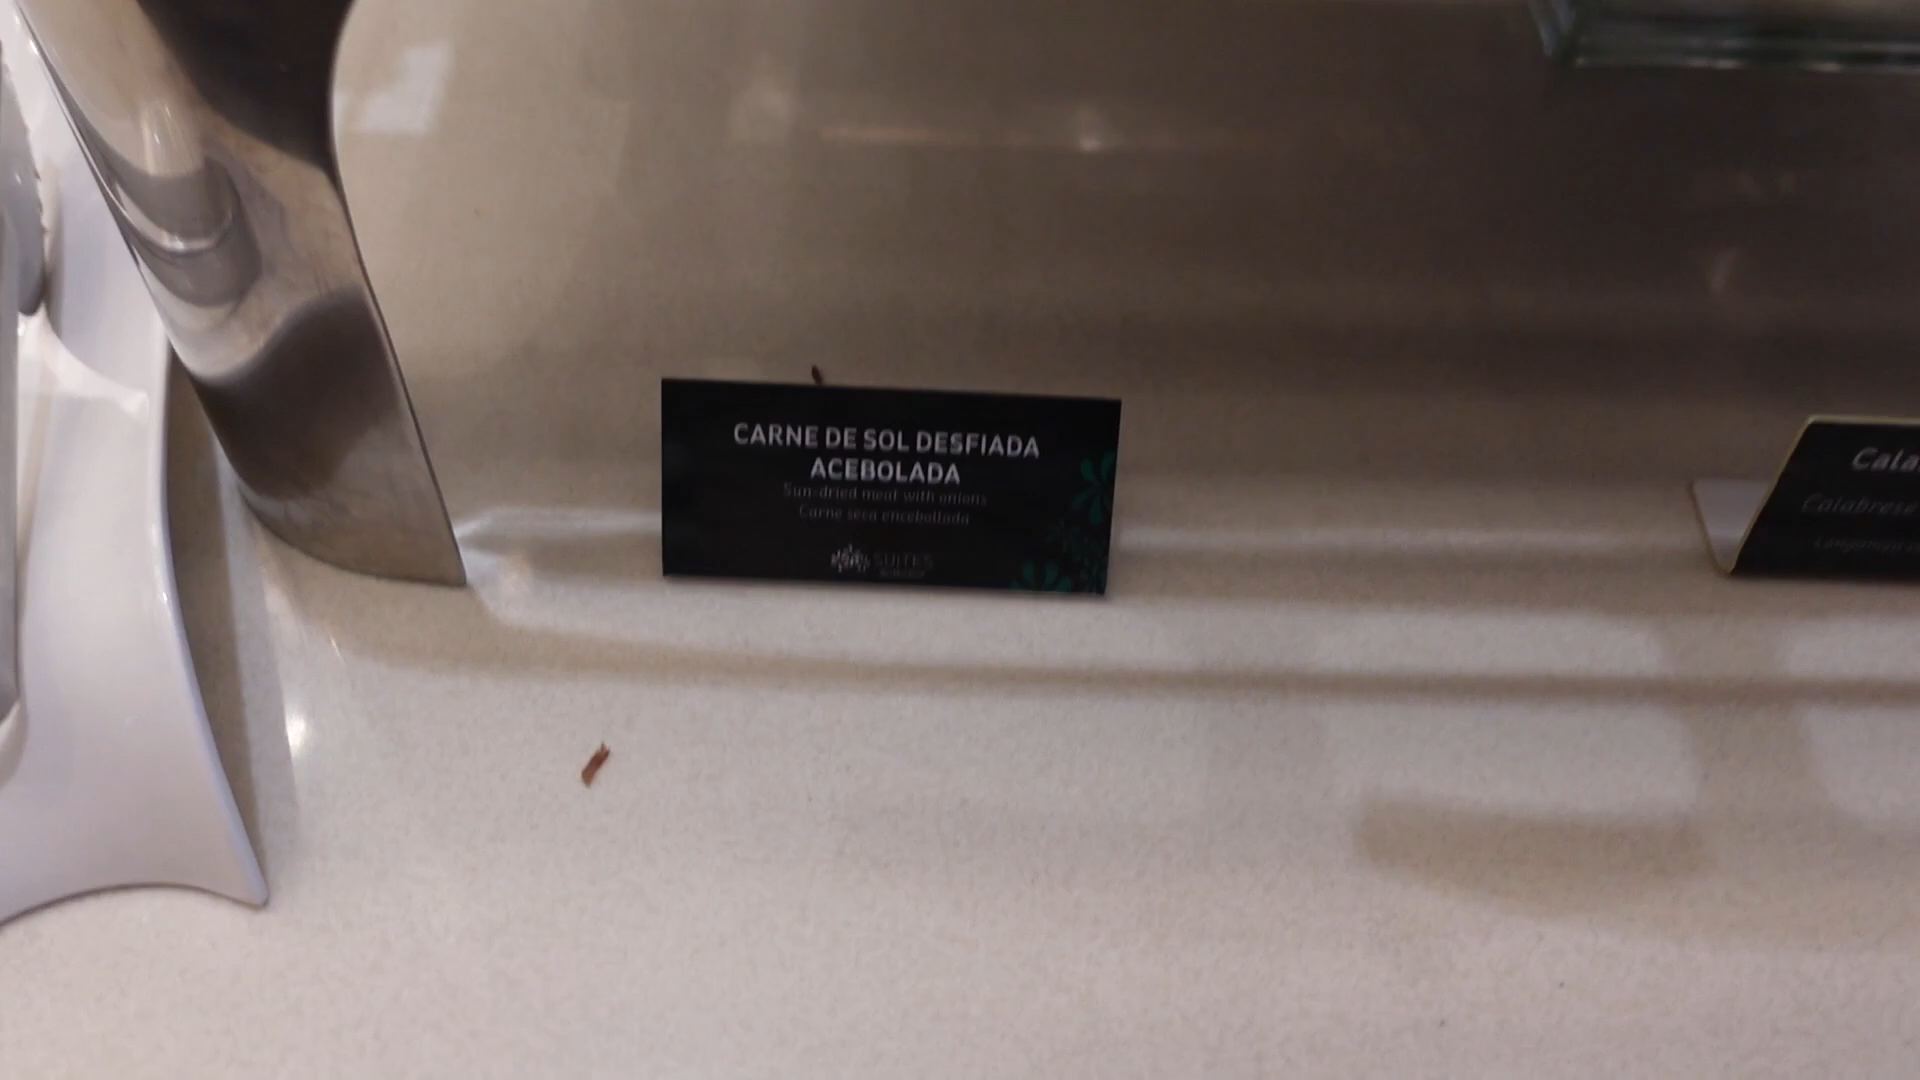 CARNE DE SOL DESFIADA
ACEBOLADA
Sun-dried meat with onions
Carne seca encebollada
SUITES
Cala
Calabrese